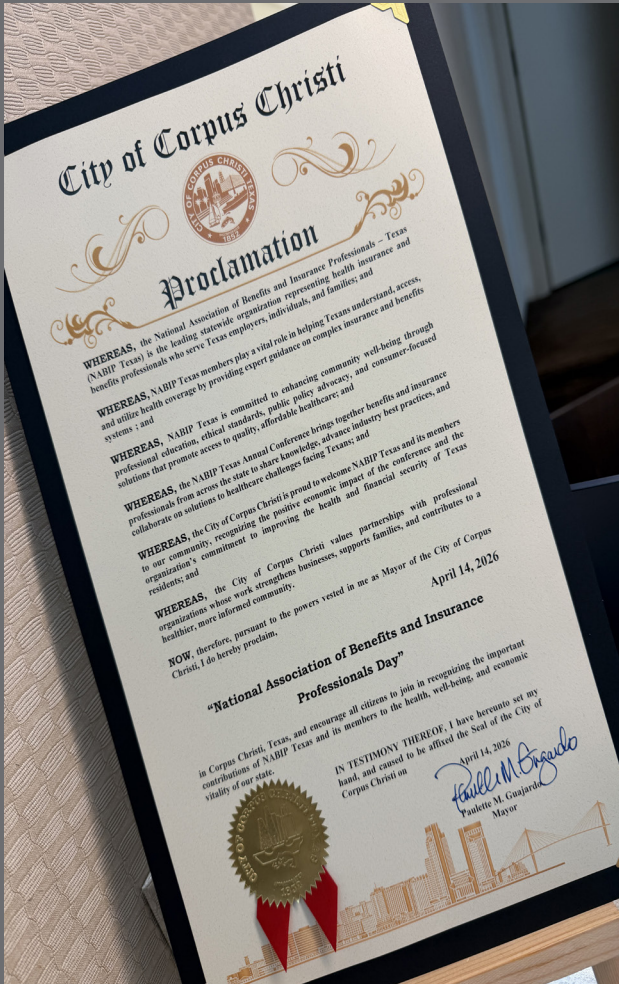 City of Corpus Christi
CITY OF CORPUS CHRISTI TEXAS
1852
Proclamation
WHEREAS, the National Association of Benefits and Insurance Professionals – Texas
(NABIP Texas) is the leading statewide organization representing health insurance and
benefits professionals who serve Texas employers, individuals, and families; and
WHEREAS, NABIP Texas members play a vital role in helping Texans understand, access,
and utilize health coverage by providing expert guidance on complex insurance and benefits
systems ; and
WHEREAS, NABIP Texas is committed to enhancing community well-being through
professional education, ethical standards, public policy advocacy, and consumer-focused
solutions that promote access to quality, affordable healthcare; and
WHEREAS, the NABIP Texas Annual Conference brings together benefits and insurance
professionals from across the state to share knowledge, advance industry best practices, and
collaborate on solutions to healthcare challenges facing Texans; and
WHEREAS, the City of Corpus Christi is proud to welcome NABIP Texas and its members
to our community, recognizing the positive economic impact of the conference and the
organization's commitment to improving the health and financial security of Texas
residents; and
WHEREAS, the City of Corpus Christi values partnerships with professional
organizations whose work strengthens businesses, supports families, and contributes to a
healthier, more informed community.
NOW, therefore, pursuant to the powers vested in me as Mayor of the City of Corpus
Christi, I do hereby proclaim,
April 14, 2026
"National Association of Benefits and Insurance
Professionals Day"
in Corpus Christi, Texas, and encourage all citizens to join in recognizing the important
contributions of NABIP Texas and its members to the health, well-being, and economic
vitality of our state.
IN TESTIMONY THEREOF, I have hereunto set my
hand, and caused to be affixed the Seal of the City of
Corpus Christi on April 14, 2026
Paulette M. Guajardo
Paulette M. Guajardo
Mayor